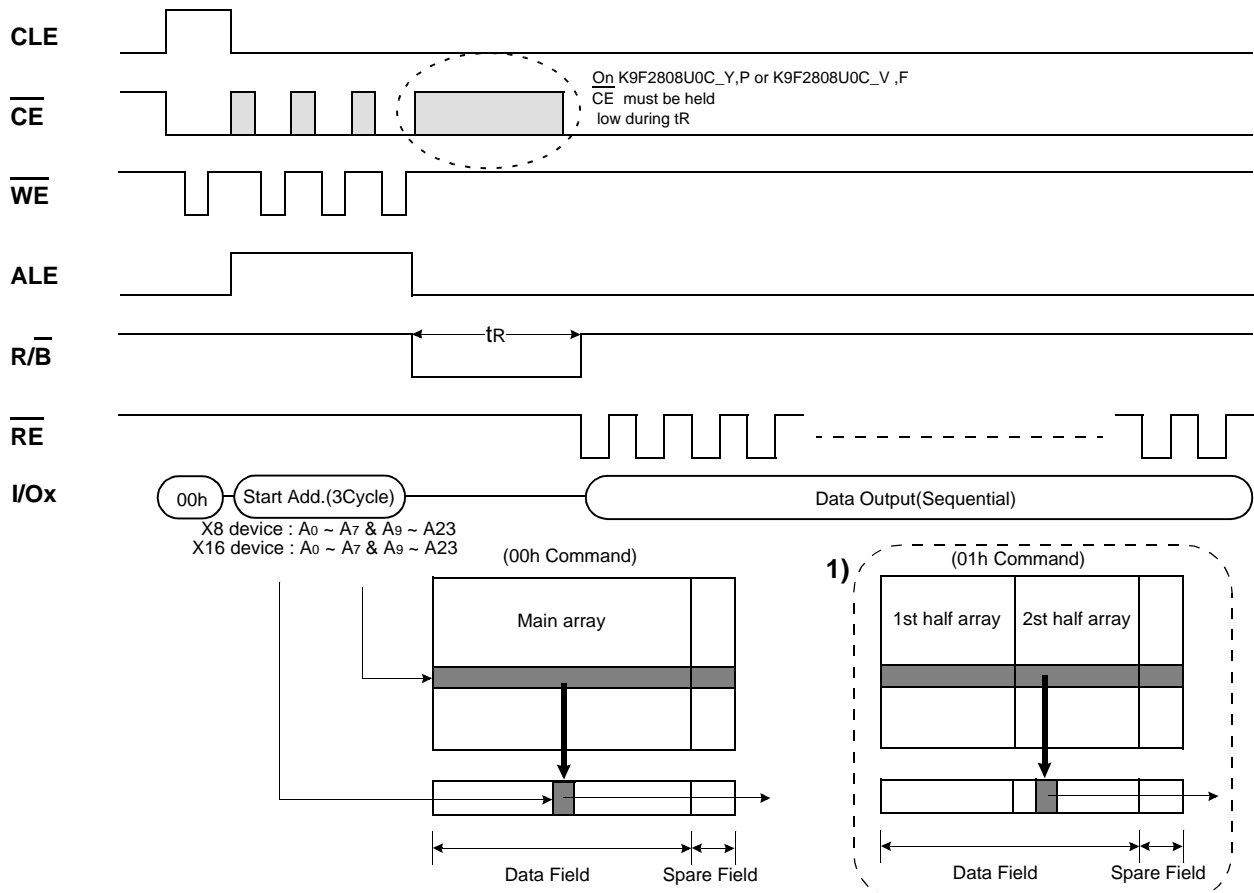 CLE
On K9F2808U0C_Y,P or K9F2808U0C_V ,F
CE must be held
low during tR
CE
WE
ALE
R/B
tR
RE
I/Ox
00h
Start Add.(3Cycle)
Data Output(Sequential)
X8 device : A0 ~ A7 & A9 ~ A23
X16 device : A0 ~ A7 & A9 ~ A23
(00h Command)
Main array
Data Field
Spare Field
1)
(01h Command)
1st half array
2st half array
Data Field
Spare Field